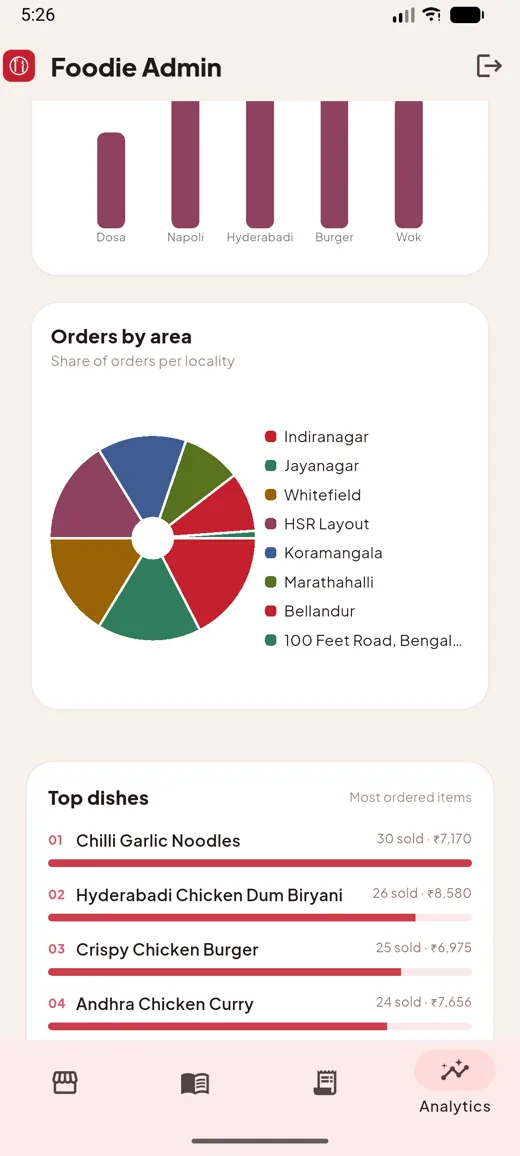 5:26
Foodie Admin
Dosa Napoli Hyderabadi Burger Wok
Orders by area
Share of orders per locality
Indiranagar
Jayanagar
Whitefield
HSR Layout
Koramangala
Marathahalli
Bellandur
100 Feet Road, Bengal...
Top dishes Most ordered items
01 Chilli Garlic Noodles 30 sold · ₹7,170
02 Hyderabadi Chicken Dum Biryani 26 sold · ₹8,580
03 Crispy Chicken Burger 25 sold · ₹6,975
04 Andhra Chicken Curry 24 sold · ₹7,656
Analytics